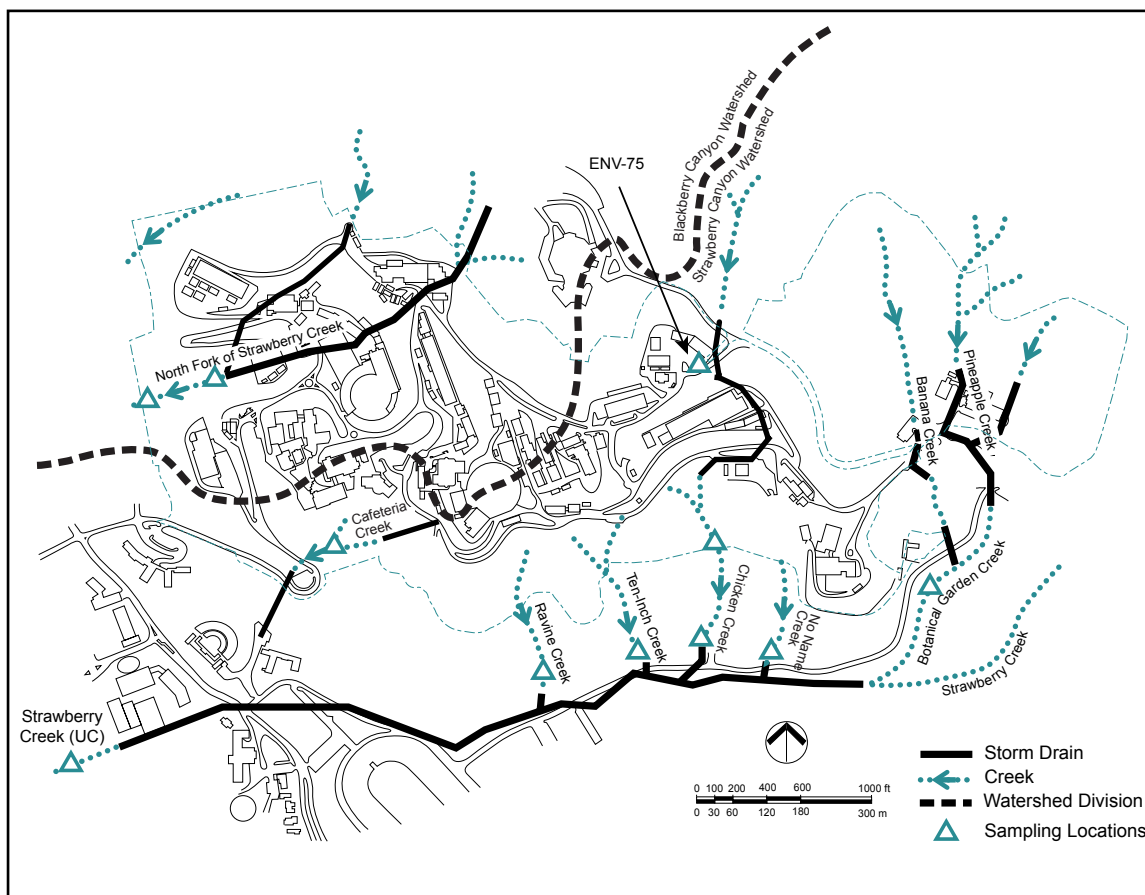 Blackberry Canyon Watershed
Strawberry Canyon Watershed
ENV-75
North Fork of Strawberry Creek
Banana Creek
Pineapple Creek
Cafeteria
Creek
Ravine Creek
Ten-Inch Creek
Chicken Creek
No Name
Creek
Botanical Garden Creek
Strawberry Creek
Strawberry
Creek (UC)
0 100 200 400 600 1000 ft
0 30 60 120 180 300 m
Storm Drain
Creek
Watershed Division
Sampling Locations